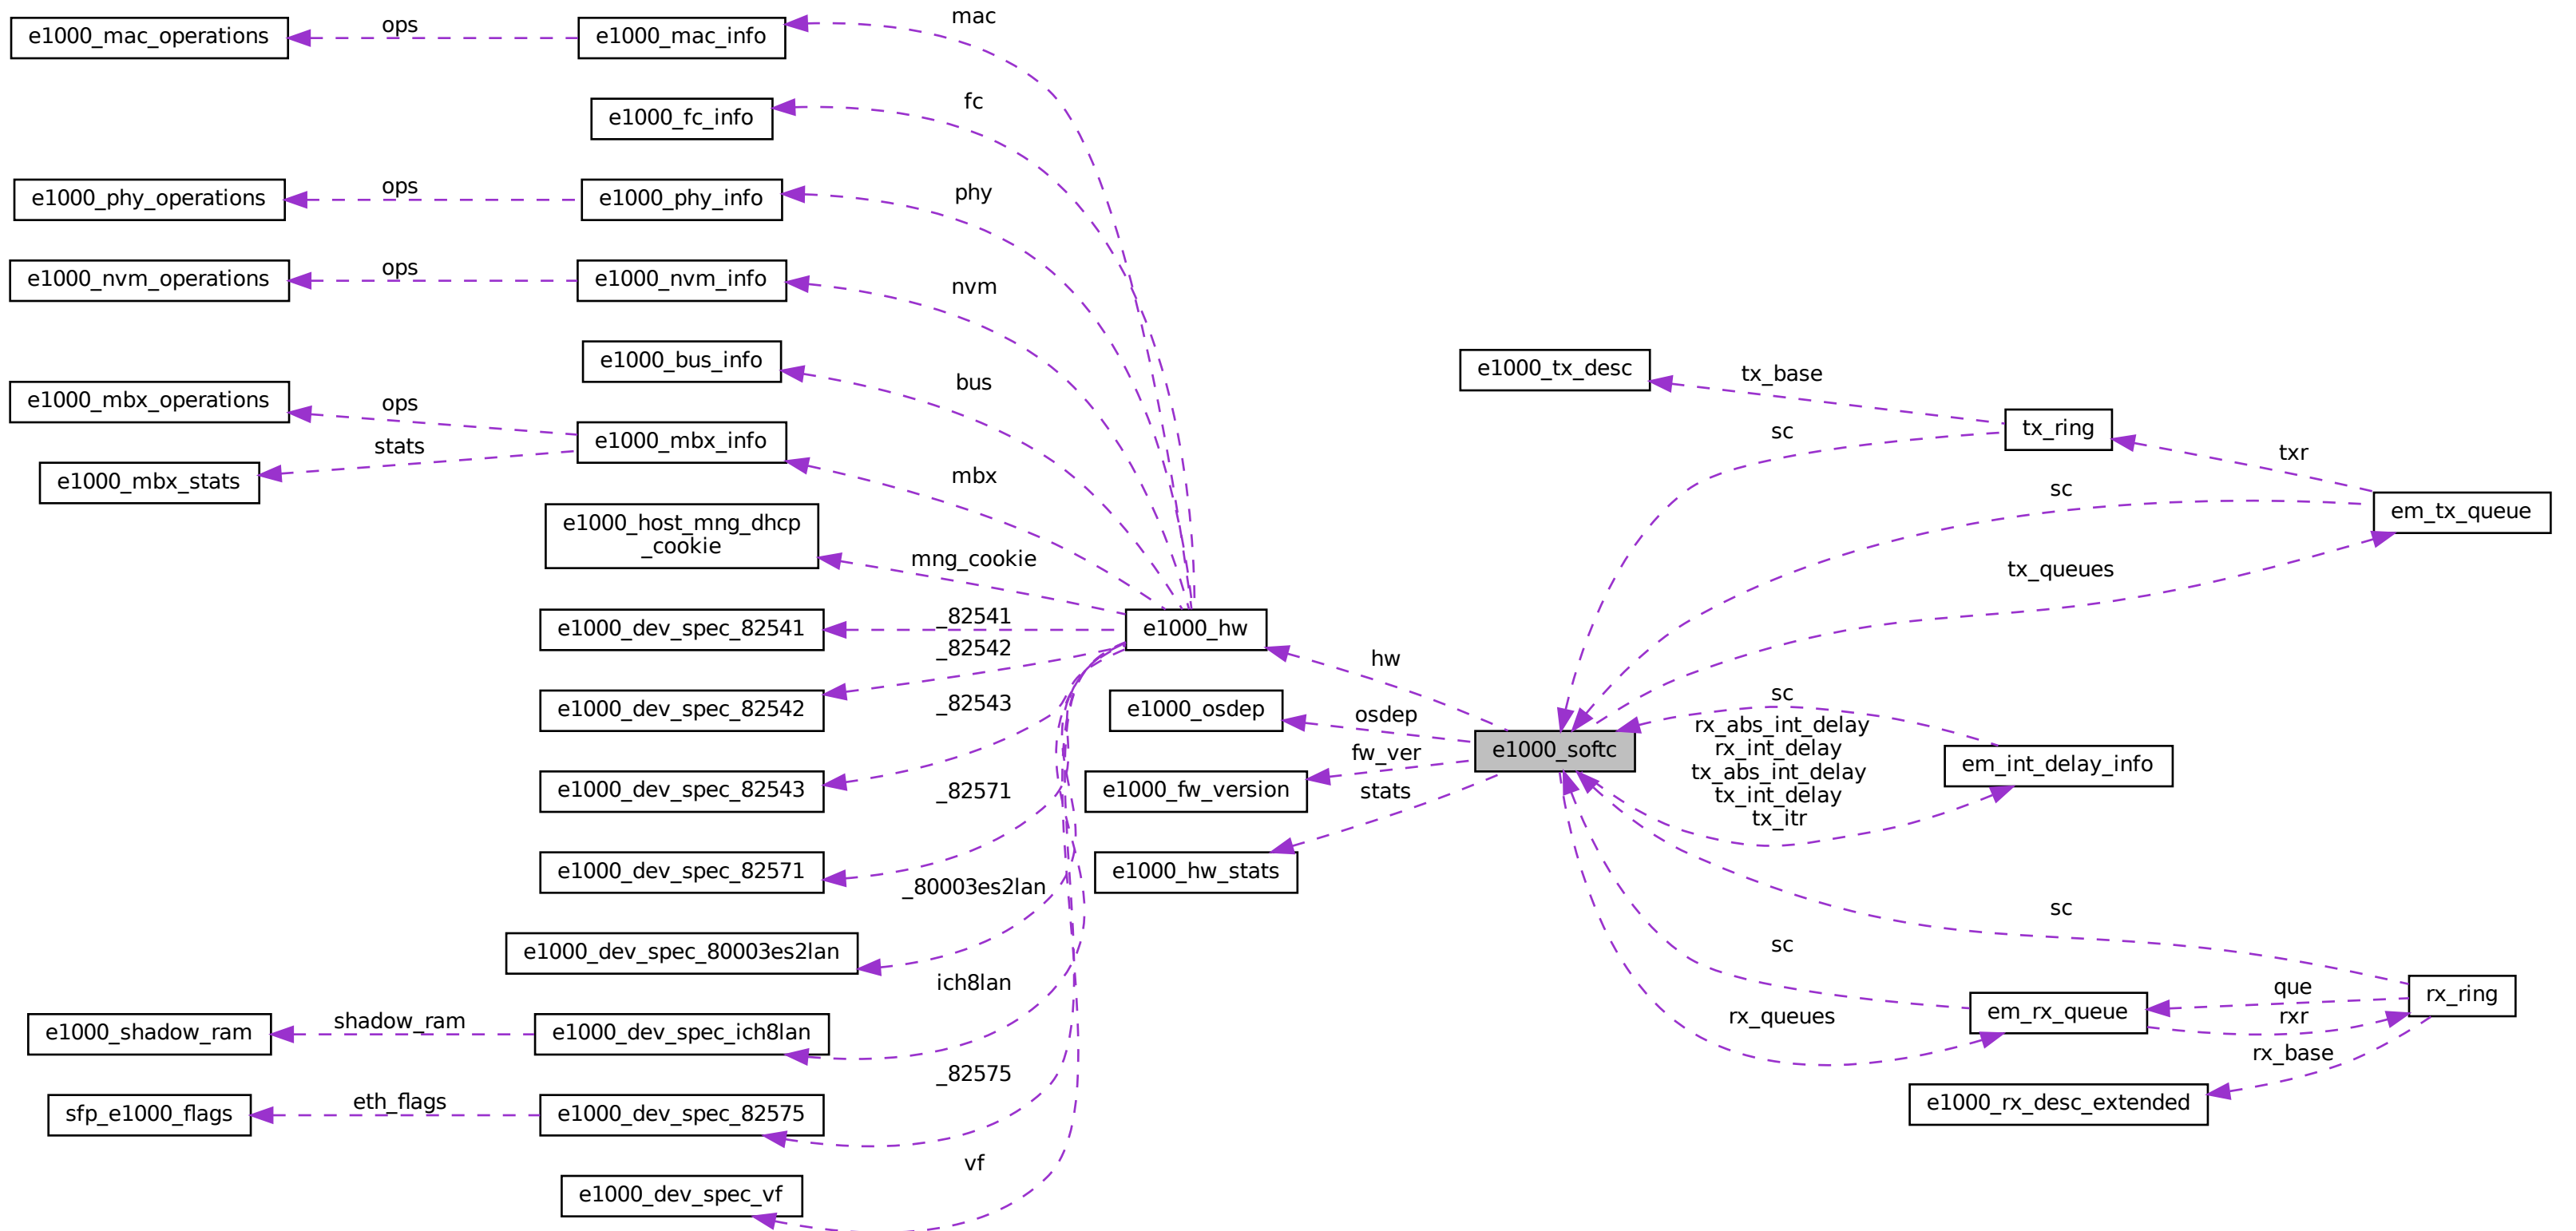 mac
e1000_mac_operations
ops
e1000_mac_info
fc
e1000_fc_info
phy
e1000_phy_operations
ops
e1000_phy_info
nvm
e1000_nvm_operations
ops
e1000_nvm_info
e1000_bus_info
bus
e1000_tx_desc
tx_base
e1000_mbx_operations
ops
e1000_mbx_info
sc
tx_ring
stats
e1000_mbx_stats
mbx
txr
sc
em_tx_queue
e1000_host_mng_dhcp
_cookie
mng_cookie
tx_queues
e1000_dev_spec_82541
_82541
e1000_hw
_82542
hw
e1000_dev_spec_82542
_82543
e1000_osdep
osdep
sc
rx_abs_int_delay
rx_int_delay
tx_abs_int_delay
tx_int_delay
tx_itr
fw_ver
e1000_softc
em_int_delay_info
e1000_dev_spec_82543
_82571
e1000_fw_version
stats
e1000_dev_spec_82571
_80003es2lan
e1000_hw_stats
sc
e1000_dev_spec_80003es2lan
sc
ich8lan
que
rx_ring
e1000_shadow_ram
shadow_ram
e1000_dev_spec_ich8lan
rx_queues
em_rx_queue
rxr
_82575
rx_base
sfp_e1000_flags
eth_flags
e1000_dev_spec_82575
e1000_rx_desc_extended
vf
e1000_dev_spec_vf